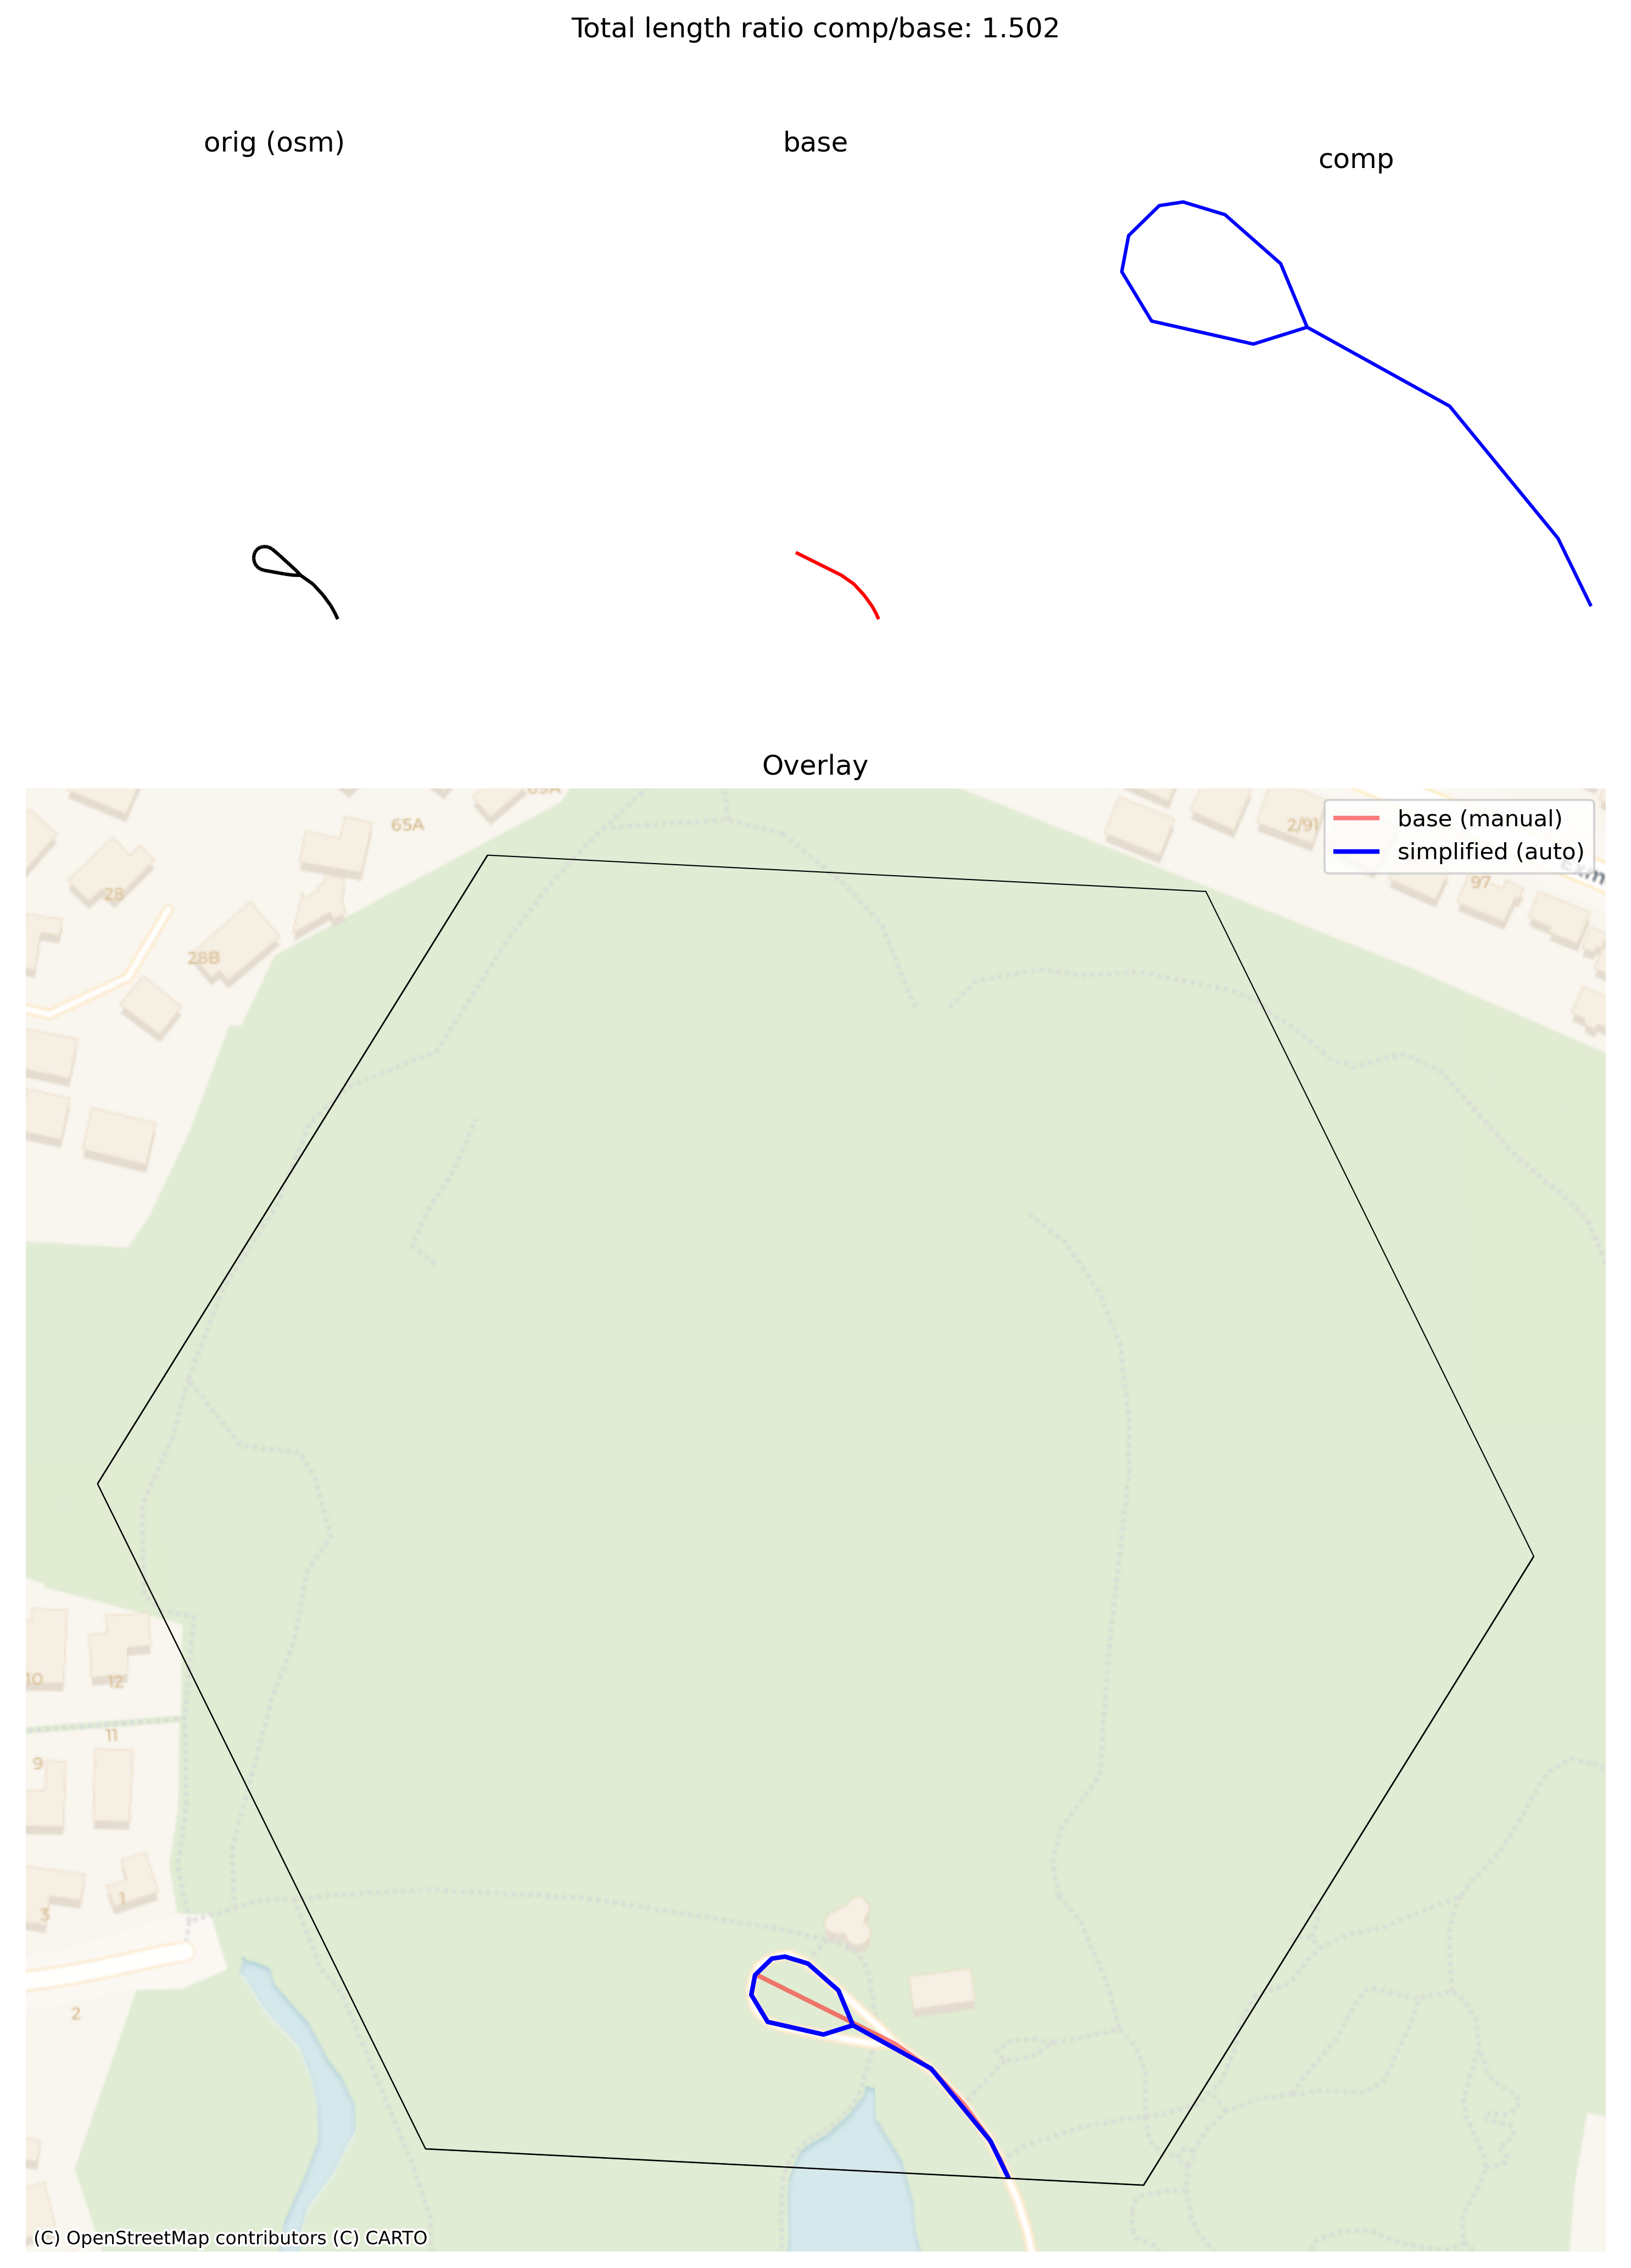 Total length ratio comp/base: 1.502
orig (osm)
base
comp
Overlay
base (manual)
simplified (auto)
65A
2/91
97
28
28B
10
12
11
9
1
3
2
(C) OpenStreetMap contributors (C) CARTO